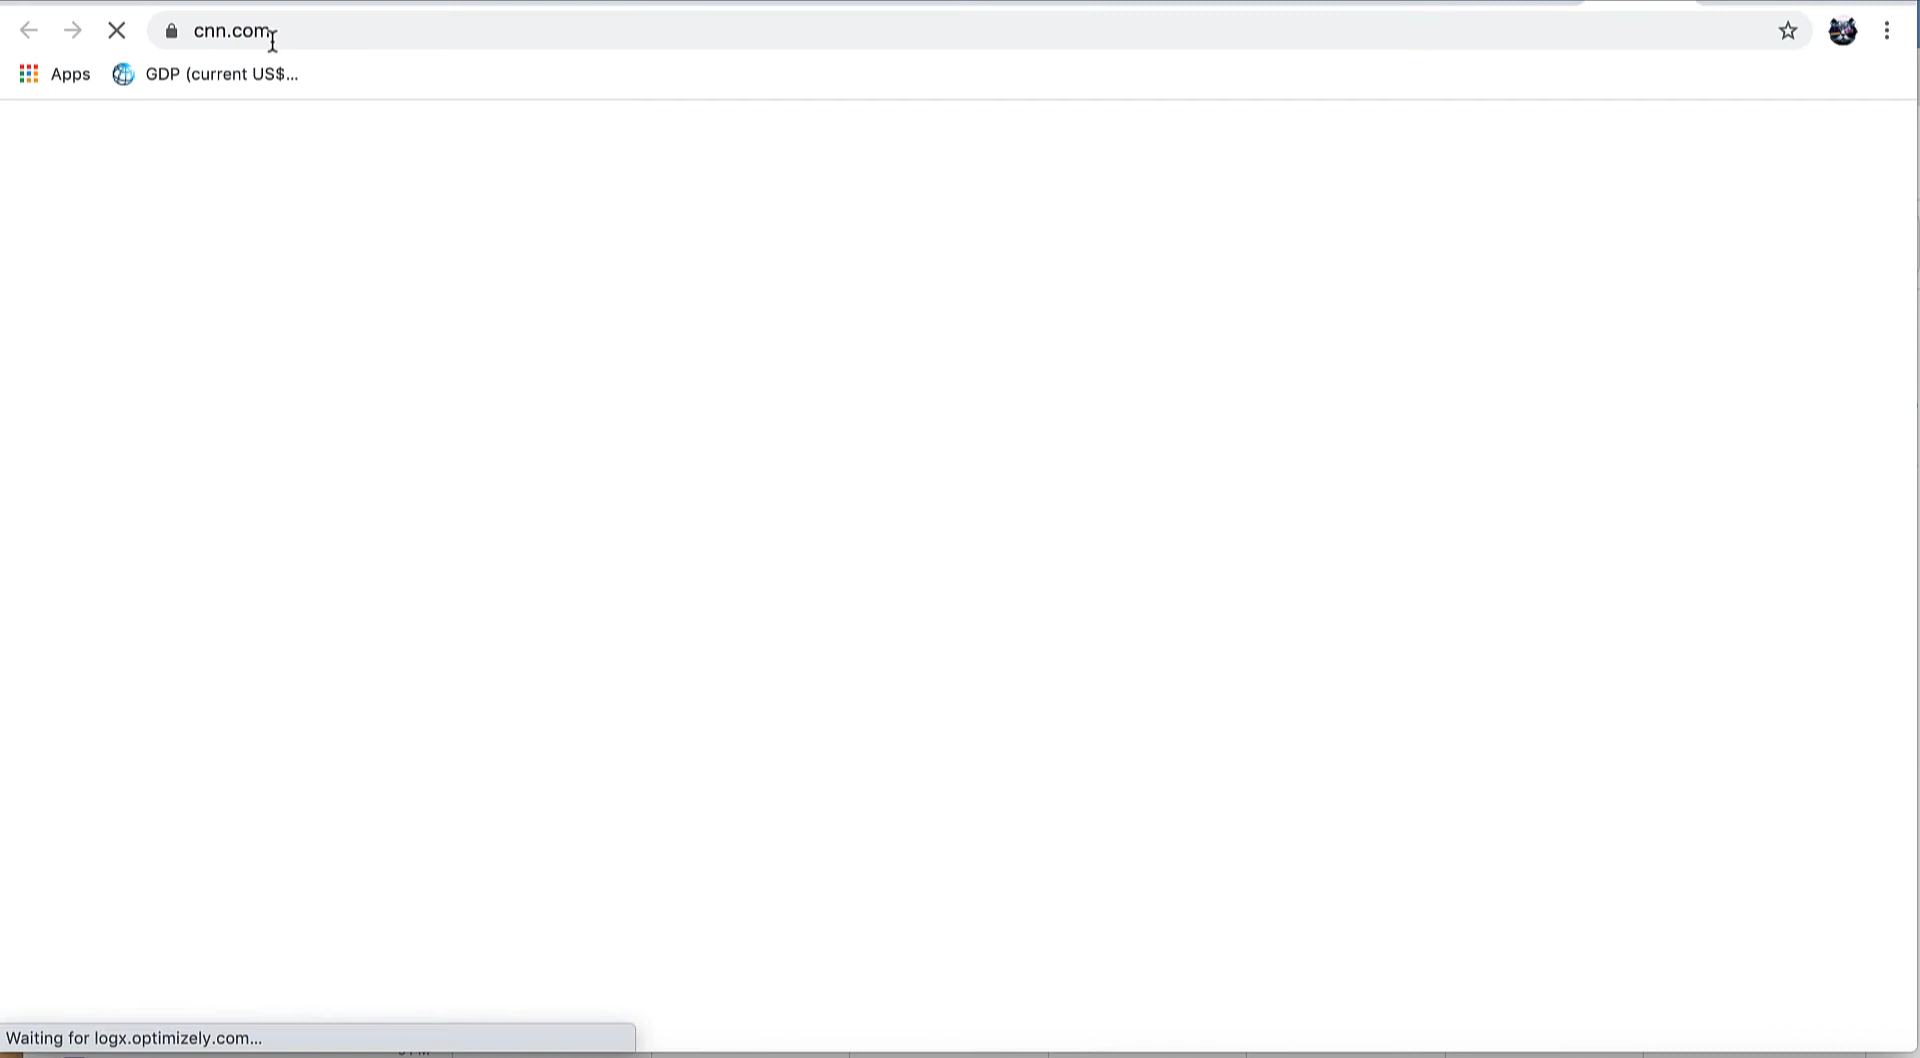 cnn.com
Apps
GDP (current US$...
Waiting for logx.optimizely.com...